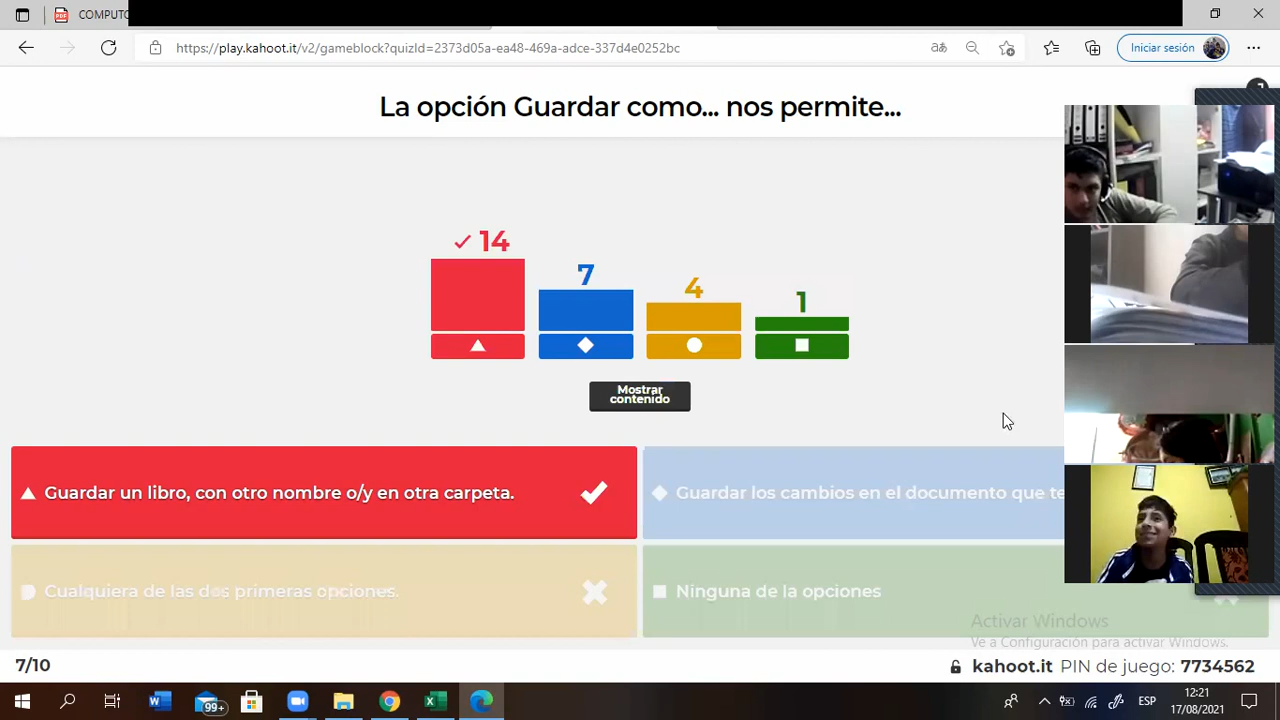 COMPUTO
https://play.kahoot.it/v2/gameblock?quizId=2373d05a-ea48-469a-adce-337d4e0252bc
Iniciar sesión
La opción Guardar como... nos permite...
14
7
4
1
Mostrar
contenido
Guardar un libro, con otro nombre o/y en otra carpeta.
Guardar los cambios en el documento que te
Cualquiera de las dos primeras opciones.
Ninguna de la opciones
Activar Windows
Ve a Configuración para activar Windows.
7/10
kahoot.it PIN de juego: 7734562
99+
ESP
12:21
17/08/2021